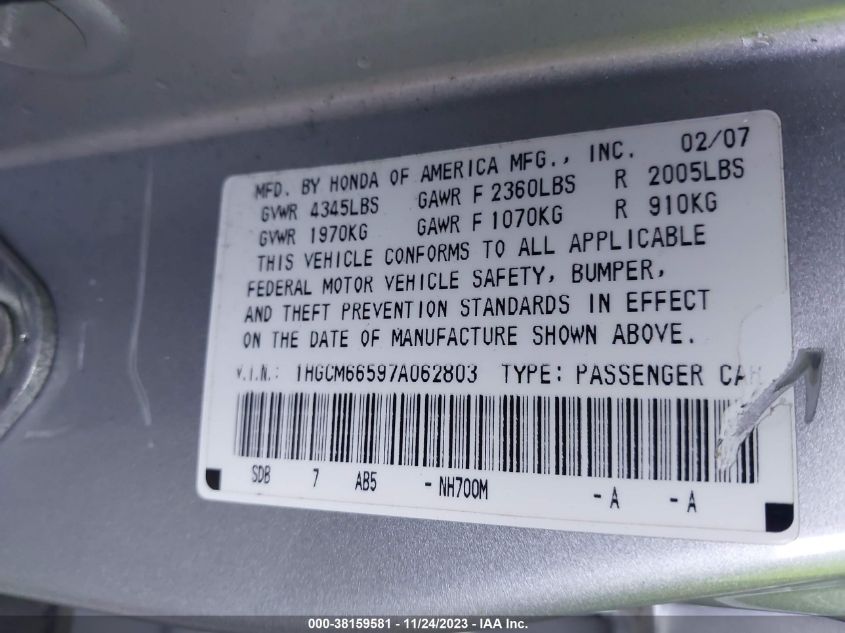 MFD. BY HONDA OF AMERICA MFG., INC. 02/07
GVWR 4345LBS GAWR F 2360LBS R 2005LBS
GVWR 1970KG GAWR F 1070KG R 910KG
THIS VEHICLE CONFORMS TO ALL APPLICABLE
FEDERAL MOTOR VEHICLE SAFETY, BUMPER,
AND THEFT PREVENTION STANDARDS IN EFFECT
ON THE DATE OF MANUFACTURE SHOWN ABOVE.
V.I.N.: 1HGCM66597A062803 TYPE: PASSENGER CAR
SDB 7 AB5 -NH700M -A -A
000-38159581 - 11/24/2023 - IAA Inc.